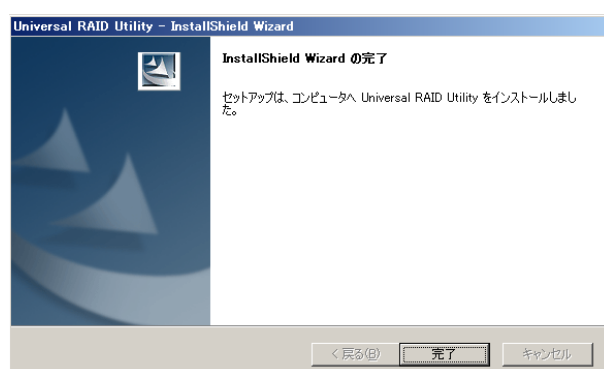 Universal RAID Utility - InstallShield Wizard
InstallShield Wizard の完了
セットアップは、コンピュータへ Universal RAID Utility をインストールしまし
た。
< 戻る(B) 完了 キャンセル